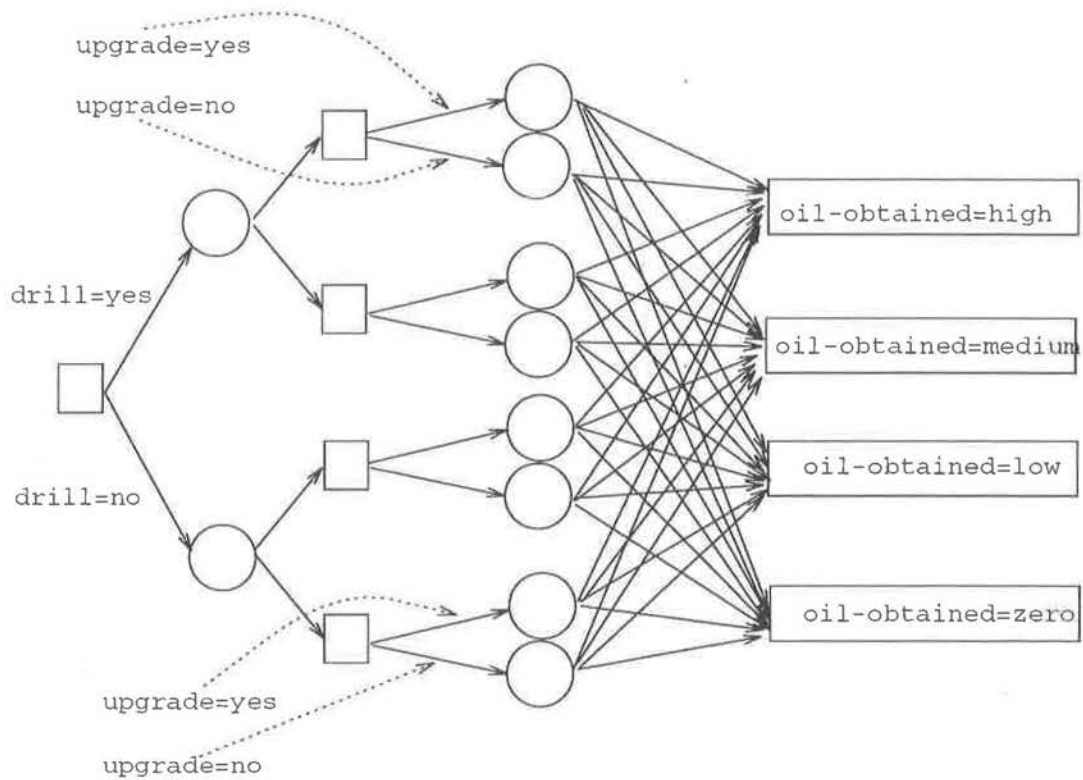 upgrade=yes
upgrade=no
oil-obtained=high
drill=yes
oil-obtained=medium
oil-obtained=low
drill=no
oil-obtained=zero
upgrade=yes
upgrade=no